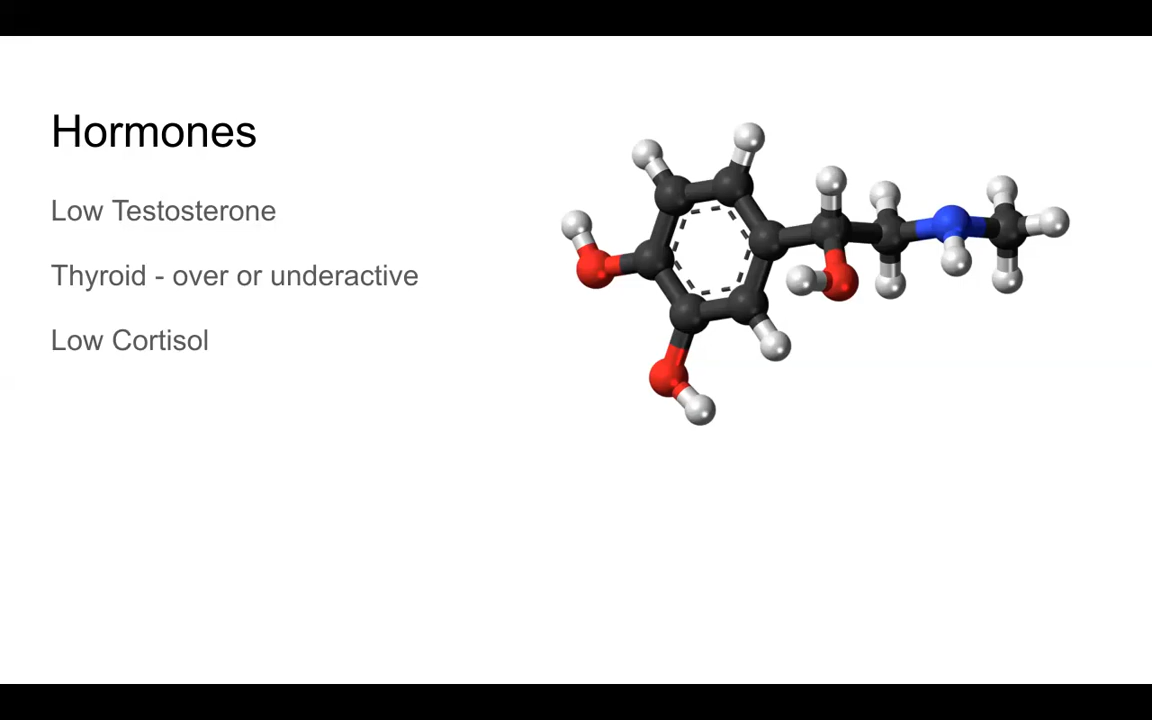 Hormones
Low Testosterone
Thyroid - over or underactive
Low Cortisol